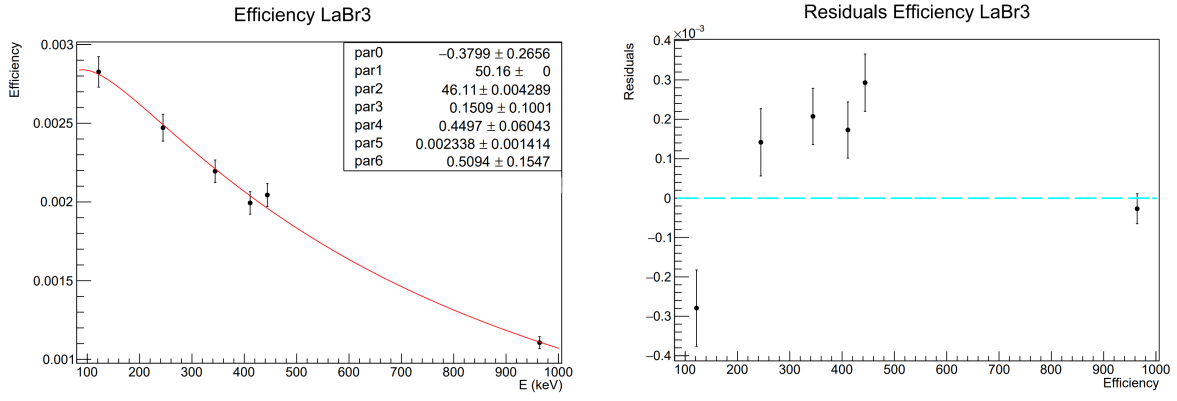 Efficiency LaBr3
Efficiency
0.003
0.0025
0.002
0.0015
0.001
par0 −0.3799 ± 0.2656
par1 50.16 ± 0
par2 46.11 ± 0.004289
par3 0.1509 ± 0.1001
par4 0.4497 ± 0.06043
par5 0.002338 ± 0.001414
par6 0.5094 ± 0.1547
100 200 300 400 500 600 700 800 900 1000
E (keV)
Residuals Efficiency LaBr3
×10⁻³
Residuals
0.4
0.3
0.2
0.1
0
−0.1
−0.2
−0.3
−0.4
100 200 300 400 500 600 700 800 900 1000
Efficiency